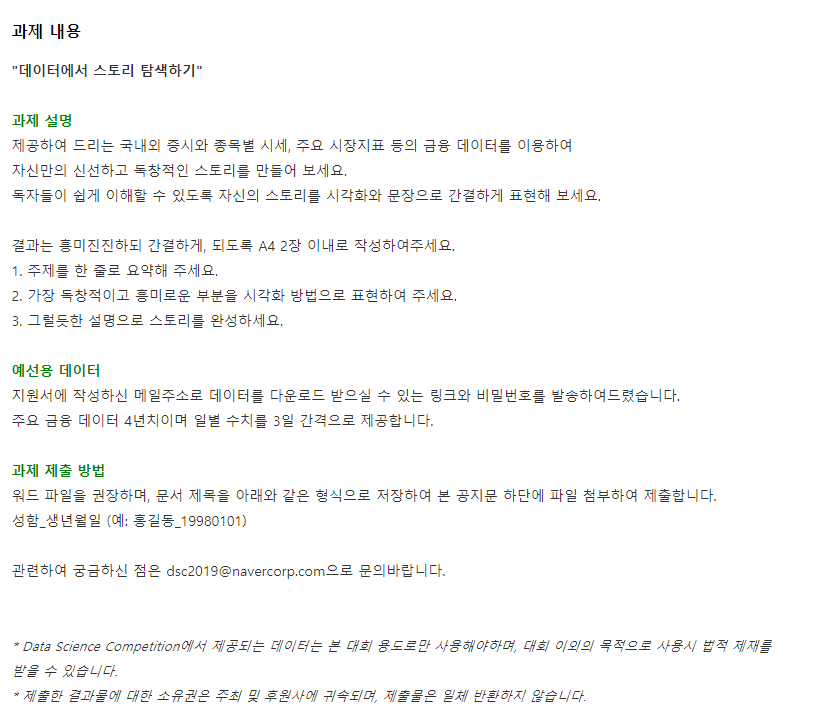 과제 내용
"데이터에서 스토리 탐색하기"
과제 설명
제공하여 드리는 국내외 증시와 종목별 시세, 주요 시장지표 등의 금융 데이터를 이용하여
자신만의 신선하고 독창적인 스토리를 만들어 보세요.
독자들이 쉽게 이해할 수 있도록 자신의 스토리를 시각화와 문장으로 간결하게 표현해 보세요.
결과는 흥미진진하되 간결하게, 되도록 A4 2장 이내로 작성하여주세요.
1. 주제를 한 줄로 요약해 주세요.
2. 가장 독창적이고 흥미로운 부분을 시각화 방법으로 표현하여 주세요.
3. 그럴듯한 설명으로 스토리를 완성하세요.
예선용 데이터
지원서에 작성하신 메일주소로 데이터를 다운로드 받으실 수 있는 링크와 비밀번호를 발송하여드렸습니다.
주요 금융 데이터 4년치이며 일별 수치를 3일 간격으로 제공합니다.
과제 제출 방법
워드 파일을 권장하며, 문서 제목을 아래와 같은 형식으로 저장하여 본 공지문 하단에 파일 첨부하여 제출합니다.
성함_생년월일 (예: 홍길동_19980101)
관련하여 궁금하신 점은 dsc2019@navercorp.com으로 문의바랍니다.
* Data Science Competition에서 제공되는 데이터는 본 대회 용도로만 사용해야하며, 대회 이외의 목적으로 사용시 법적 제재를
받을 수 있습니다.
* 제출한 결과물에 대한 소유권은 주최 및 후원사에 귀속되며, 제출물은 일체 반환하지 않습니다.